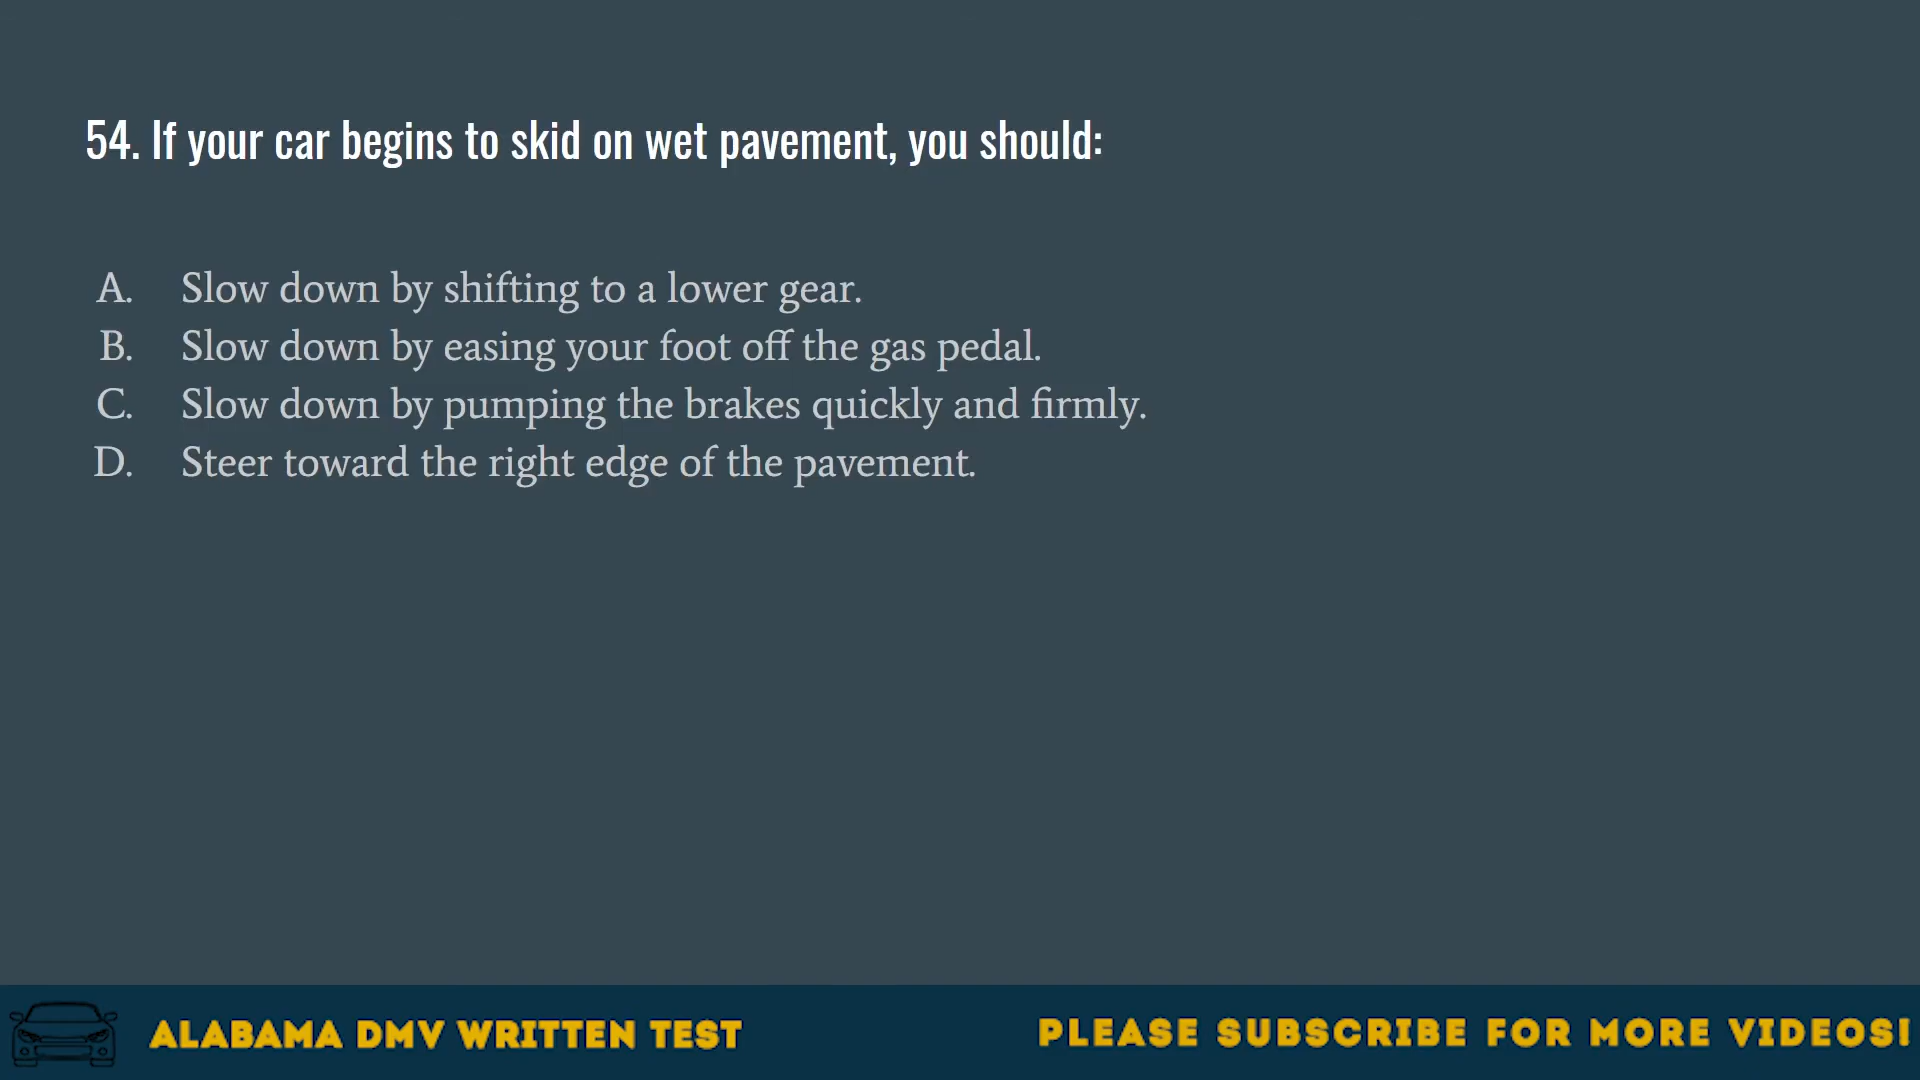 54. If your car begins to skid on wet pavement, you should:
A. Slow down by shifting to a lower gear.
B. Slow down by easing your foot off the gas pedal.
C. Slow down by pumping the brakes quickly and firmly.
D. Steer toward the right edge of the pavement.
ALABAMA DMV WRITTEN TEST
PLEASE SUBSCRIBE FOR MORE VIDEOS!